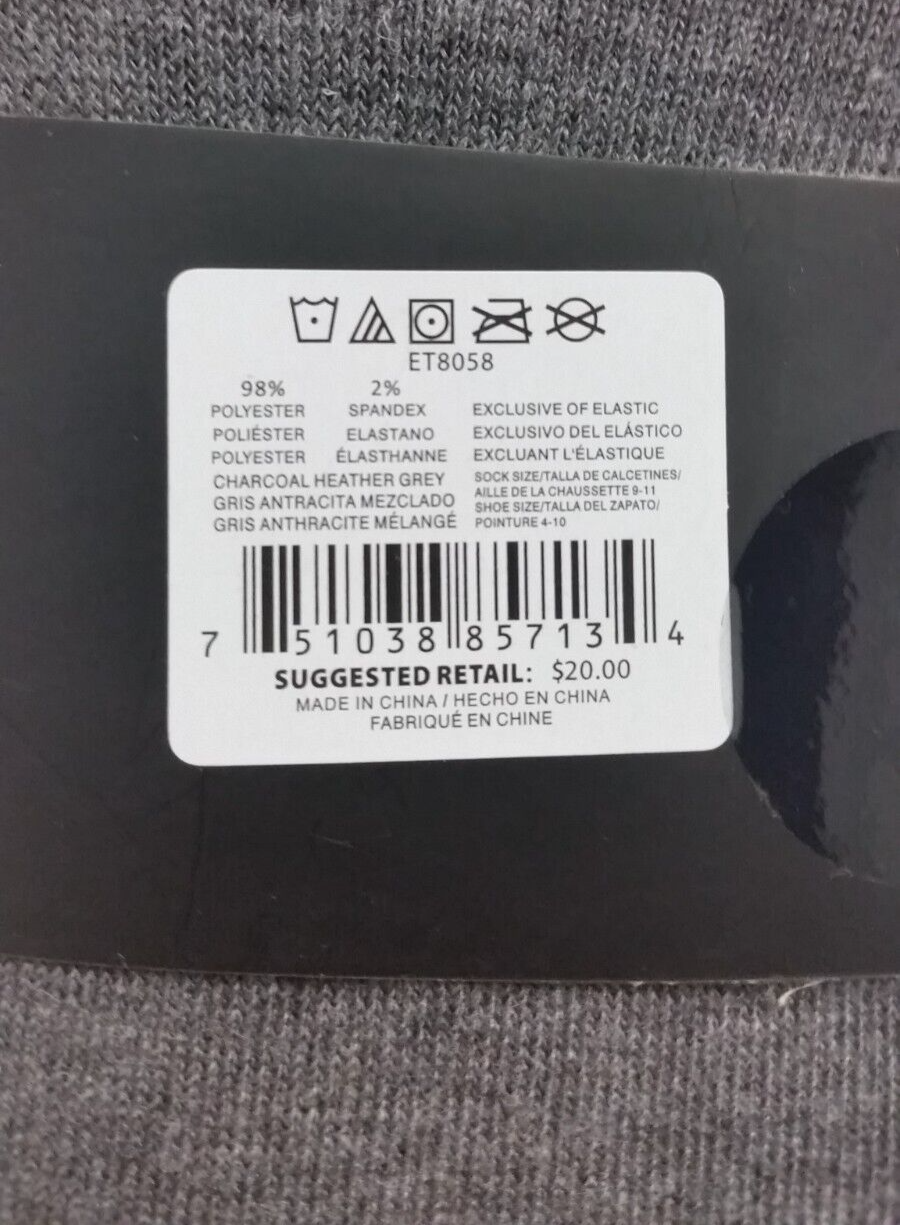 ET8058
98% 2%
POLYESTER SPANDEX EXCLUSIVE OF ELASTIC
POLIÉSTER ELASTANO EXCLUSIVO DEL ELÁSTICO
POLYESTER ÉLASTHANNE EXCLUANT L'ÉLASTIQUE
CHARCOAL HEATHER GREY
GRIS ANTRACITA MEZCLADO
GRIS ANTHRACITE MÉLANGÉ
SOCK SIZE/TALLA DE CALCETINES/
AILLE DE LA CHAUSSETTE 9-11
SHOE SIZE/TALLA DEL ZAPATO/
POINTURE 4-10
7 51038 85713 4
SUGGESTED RETAIL: $20.00
MADE IN CHINA / HECHO EN CHINA
FABRIQUÉ EN CHINE